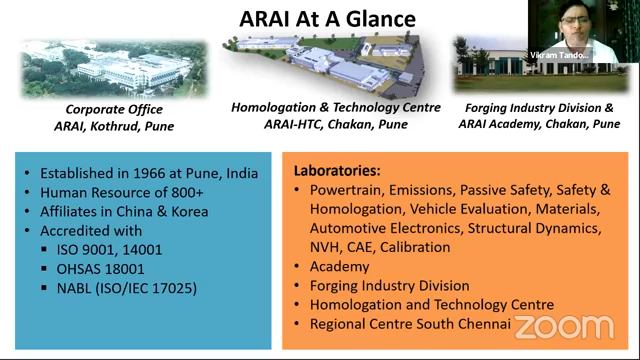 ARAI At A Glance
Vikram Tando...
Corporate Office
ARAI, Kothrud, Pune
Homologation & Technology Centre
ARAI-HTC, Chakan, Pune
Forging Industry Division &
ARAI Academy, Chakan, Pune
• Established in 1966 at Pune, India
• Human Resource of 800+
• Affiliates in China & Korea
• Accredited with
▪ ISO 9001, 14001
▪ OHSAS 18001
▪ NABL (ISO/IEC 17025)
Laboratories:
• Powertrain, Emissions, Passive Safety, Safety &
Homologation, Vehicle Evaluation, Materials,
Automotive Electronics, Structural Dynamics,
NVH, CAE, Calibration
• Academy
• Forging Industry Division
• Homologation and Technology Centre
• Regional Centre South Chennai
zoom